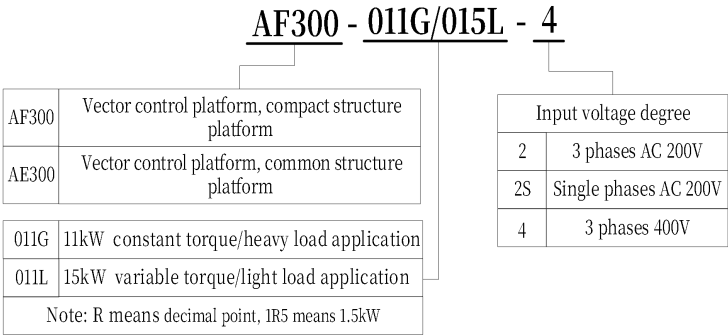 AF300 - 011G/015L - 4
AF300 Vector control platform, compact structure
platform
AE300 Vector control platform, common structure
platform
011G 11kW constant torque/heavy load application
011L 15kW variable torque/light load application
Note: R means decimal point, 1R5 means 1.5kW
Input voltage degree
2 3 phases AC 200V
2S Single phases AC 200V
4 3 phases 400V